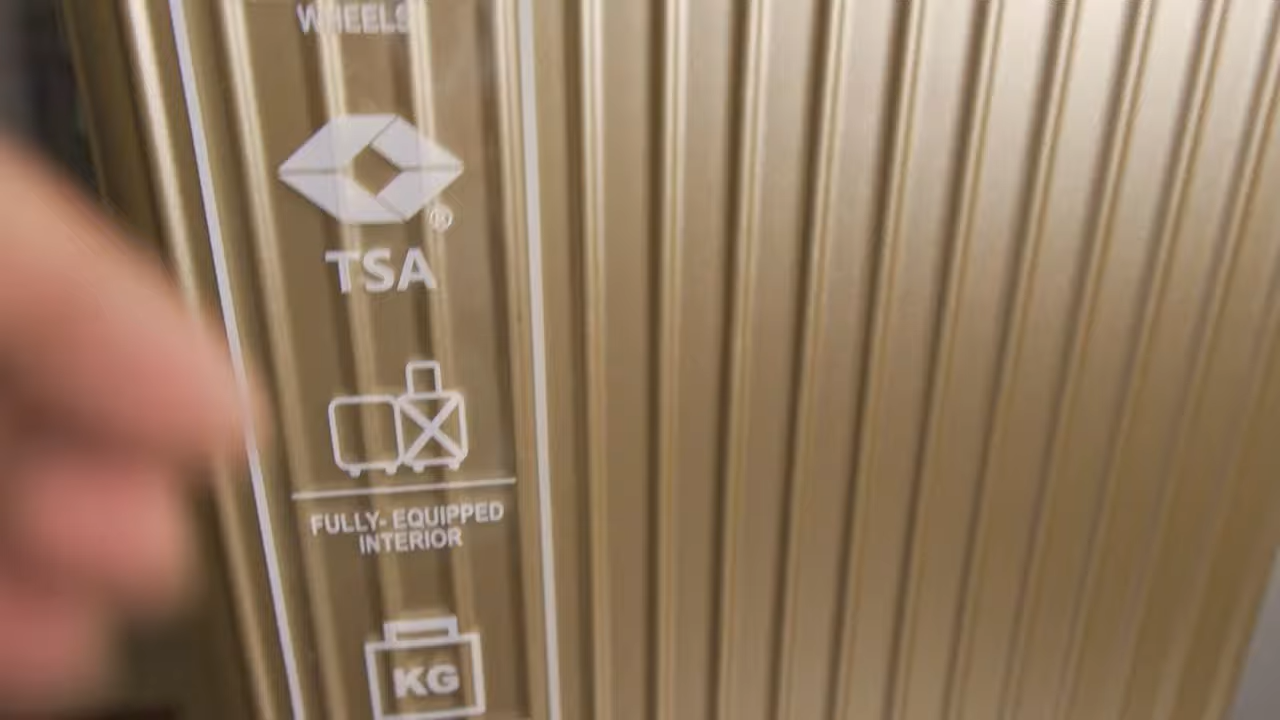 WHEELS
®
TSA
FULLY- EQUIPPED
INTERIOR
KG